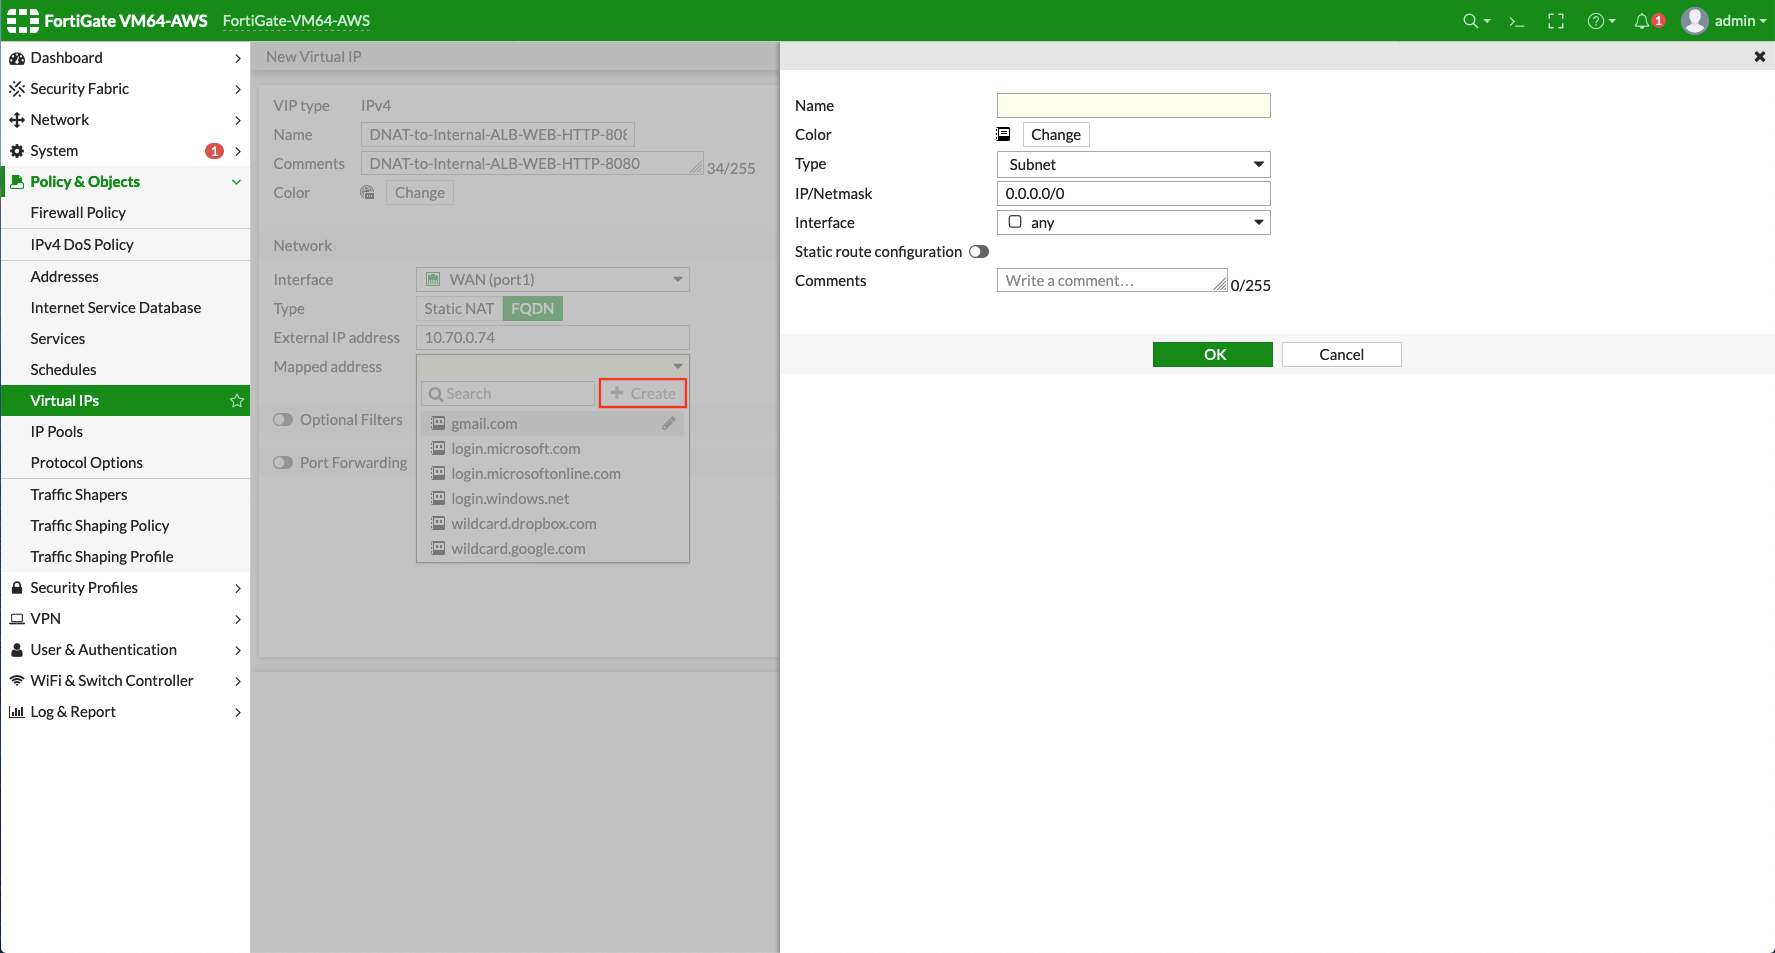 FortiGate VM64-AWS FortiGate-VM64-AWS 1 admin
Dashboard
Security Fabric
Network
System 1
Policy & Objects
Firewall Policy
IPv4 DoS Policy
Addresses
Internet Service Database
Services
Schedules
Virtual IPs
IP Pools
Protocol Options
Traffic Shapers
Traffic Shaping Policy
Traffic Shaping Profile
Security Profiles
VPN
User & Authentication
WiFi & Switch Controller
Log & Report
New Virtual IP
VIP type IPv4
Name DNAT-to-Internal-ALB-WEB-HTTP-808
Comments DNAT-to-Internal-ALB-WEB-HTTP-8080 34/255
Color Change
Network
Interface WAN (port1)
Type Static NAT FQDN
External IP address 10.70.0.74
Mapped address
Search Create
Optional Filters
Port Forwarding
gmail.com
login.microsoft.com
login.microsoftonline.com
login.windows.net
wildcard.dropbox.com
wildcard.google.com
Name
Color Change
Type Subnet
IP/Netmask 0.0.0.0/0
Interface any
Static route configuration
Comments Write a comment... 0/255
OK Cancel